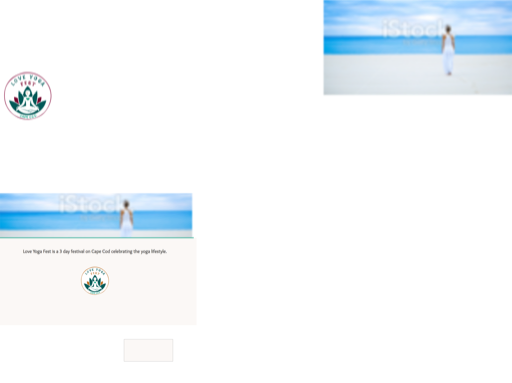 iStock
LOVE YOGA
FEST
iStock
Love Yoga Fest is a 3 day festival on Cape Cod celebrating the yoga lifestyle.
LOVE YOGA
FEST